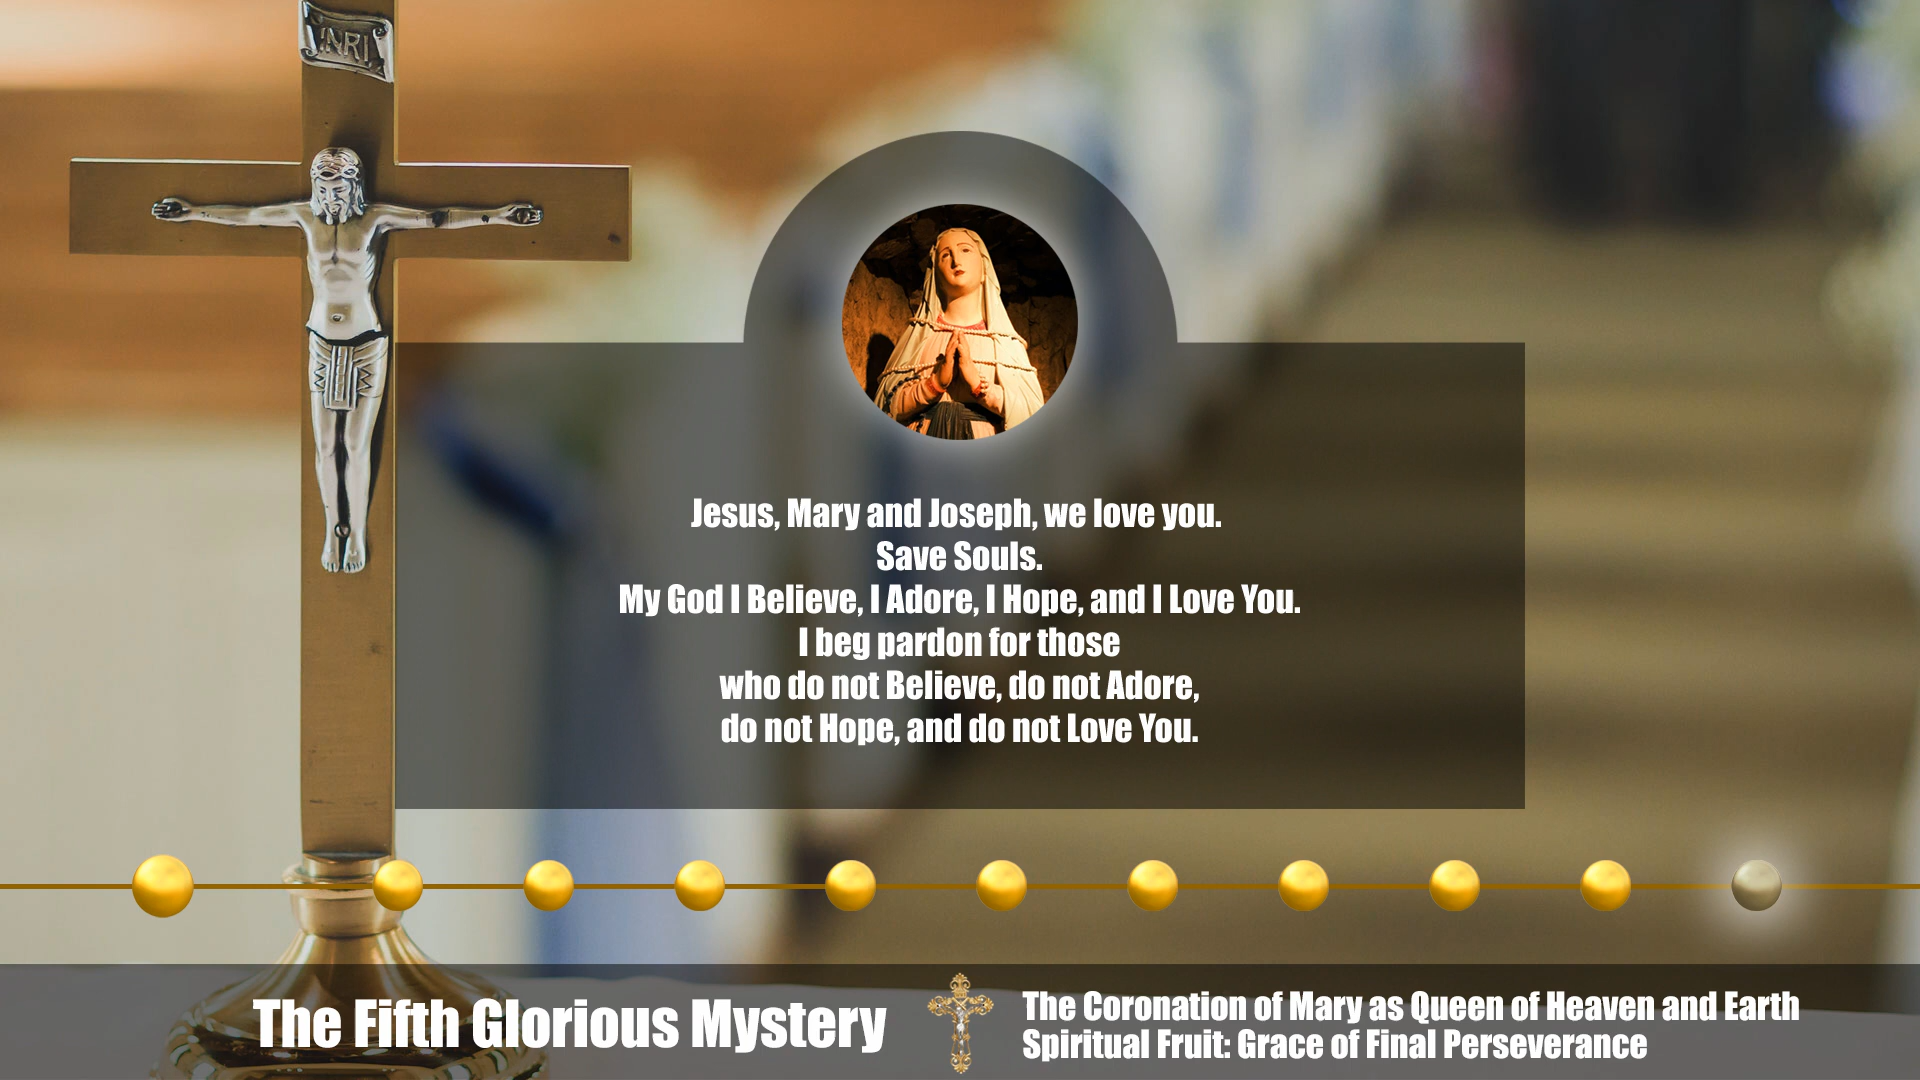 INRI
Jesus, Mary and Joseph, we love you.
Save Souls.
My God I Believe, I Adore, I Hope, and I Love You.
I beg pardon for those
who do not Believe, do not Adore,
do not Hope, and do not Love You.
The Fifth Glorious Mystery
The Coronation of Mary as Queen of Heaven and Earth
Spiritual Fruit: Grace of Final Perseverance